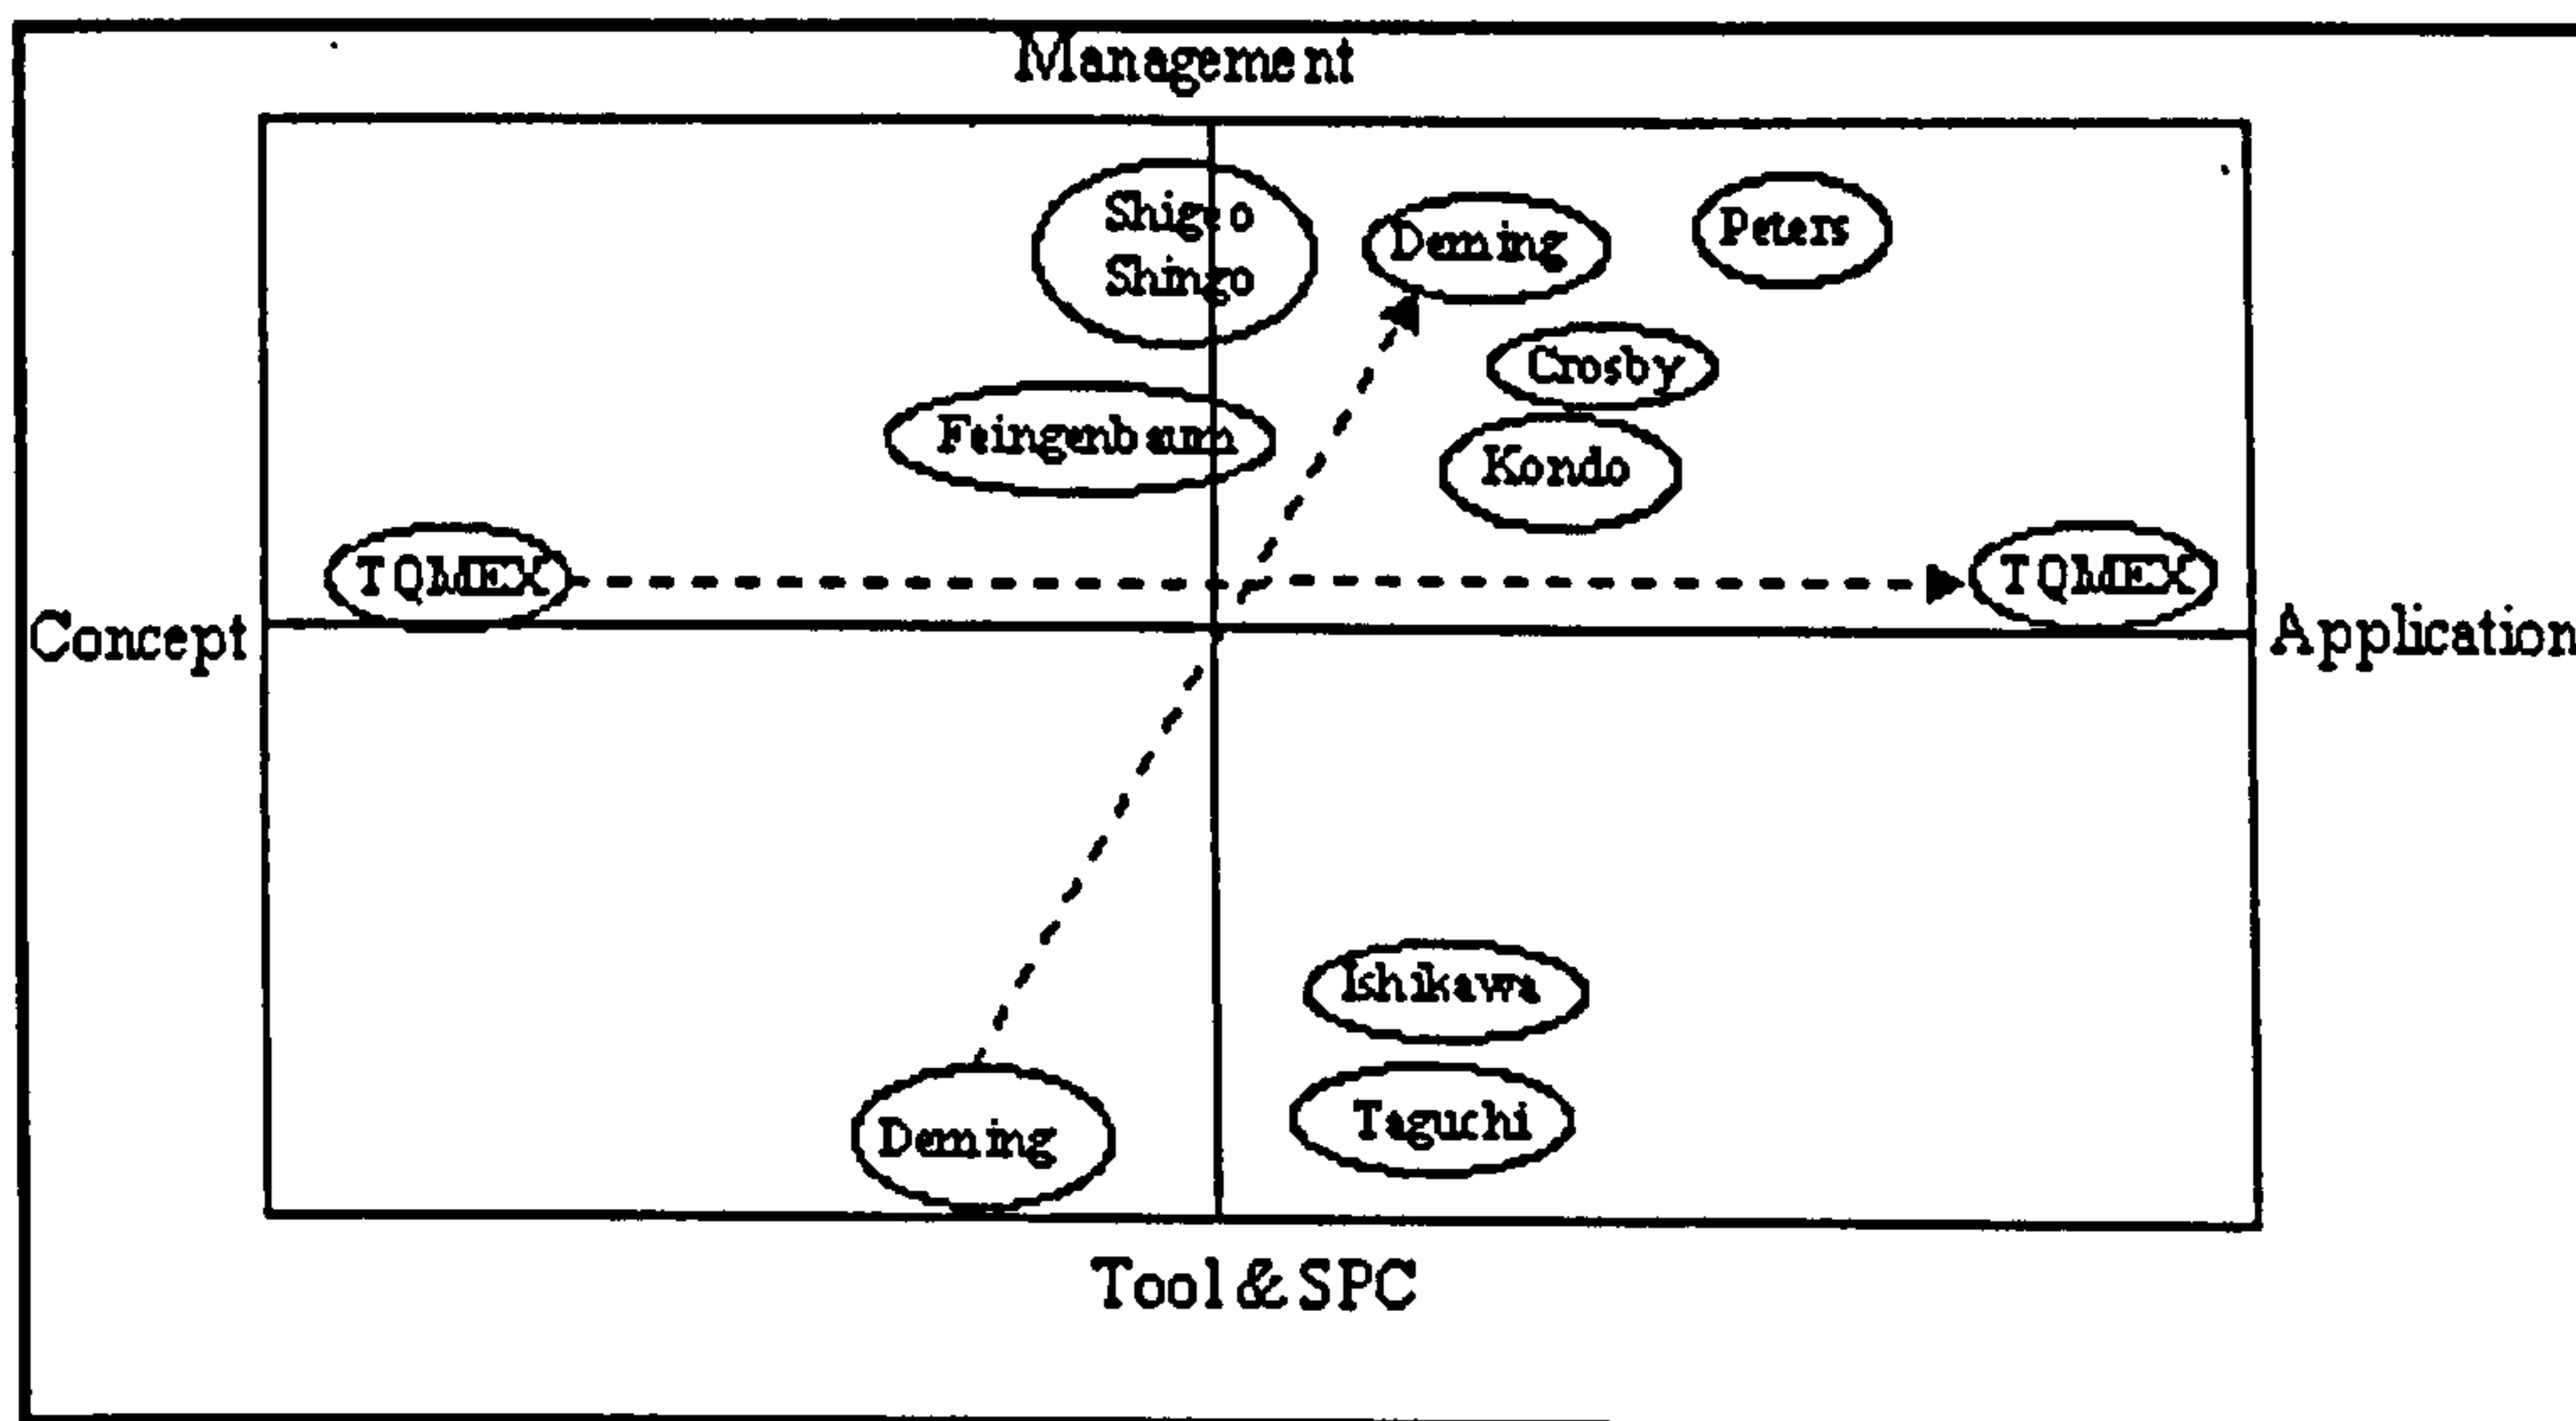 Management
Shigeo
Shingo
Deming
Peters
Crosby
Feingenbaum
Kondo
TQMEX
TQMEX
Concept
Application
Ishikawa
Taguchi
Deming
Tool & SPC